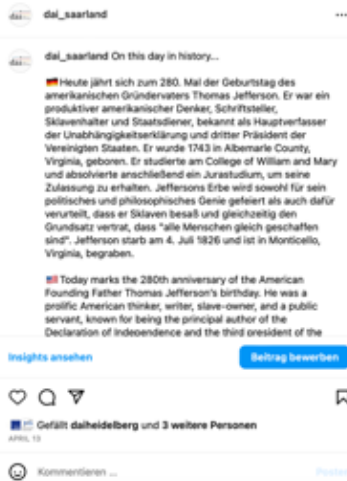 dai_saarland
dai_saarland On this day in history...
🇩🇪Heute jährt sich zum 280. Mal der Geburtstag des
amerikanischen Gründervaters Thomas Jefferson. Er war ein
produktiver amerikanischer Denker, Schriftsteller,
Sklavenhalter und Staatsdiener, bekannt als Hauptverfasser
der Unabhängigkeitserklärung und dritter Präsident der
Vereinigten Staaten. Er wurde 1743 in Albemarle County,
Virginia, geboren. Er studierte am College of William and Mary
und absolvierte anschließend ein Jurastudium, um seine
Zulassung zu erhalten. Jeffersons Erbe wird sowohl für sein
politisches und philosophisches Genie gefeiert als auch dafür
verurteilt, dass er Sklaven besaß und gleichzeitig den
Grundsatz vertrat, dass "alle Menschen gleich geschaffen
sind". Jefferson starb am 4. Juli 1826 und ist in Monticello,
Virginia, begraben.
🇺🇸Today marks the 280th anniversary of the American
Founding Father Thomas Jefferson's birthday. He was a
prolific American thinker, writer, slave-owner, and a public
servant, known for being the principal author of the
Declaration of Independence and the third president of the
Insights ansehen
Beitrag bewerben
Gefällt daiheidelberg und 3 weitere Personen
APRIL 13
Kommentieren ...
Posten